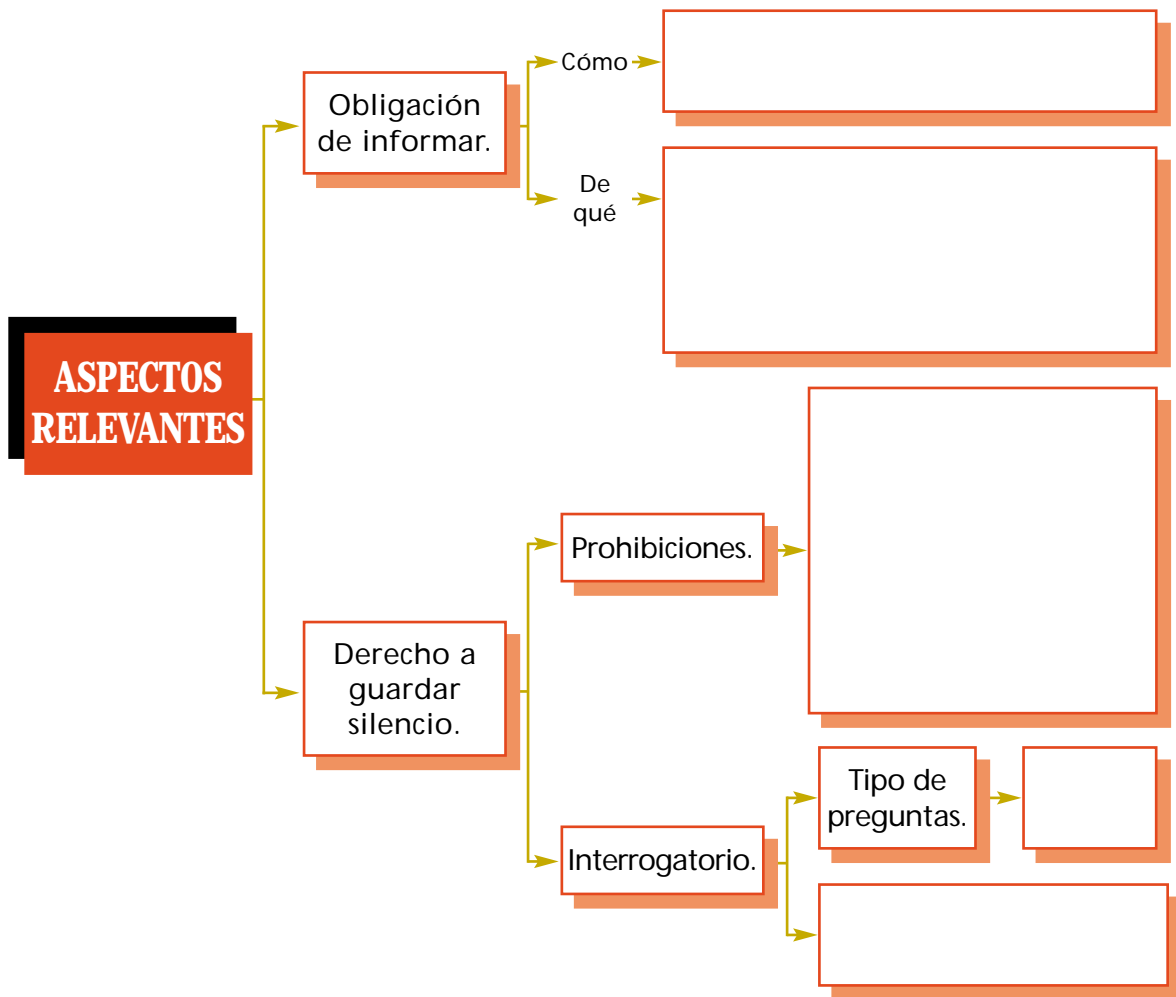 ASPECTOS
RELEVANTES
Obligación
de informar.
Cómo
De
qué
Derecho a
guardar
silencio.
Prohibiciones.
Interrogatorio.
Tipo de
preguntas.